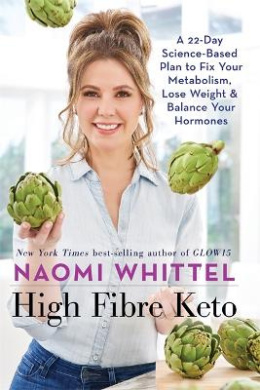 A 22-Day
Science-Based
Plan to Fix Your
Metabolism,
Lose Weight &
Balance Your
Hormones
New York Times best-selling author of GLOW15
NAOMI WHITTEL
High Fibre Keto